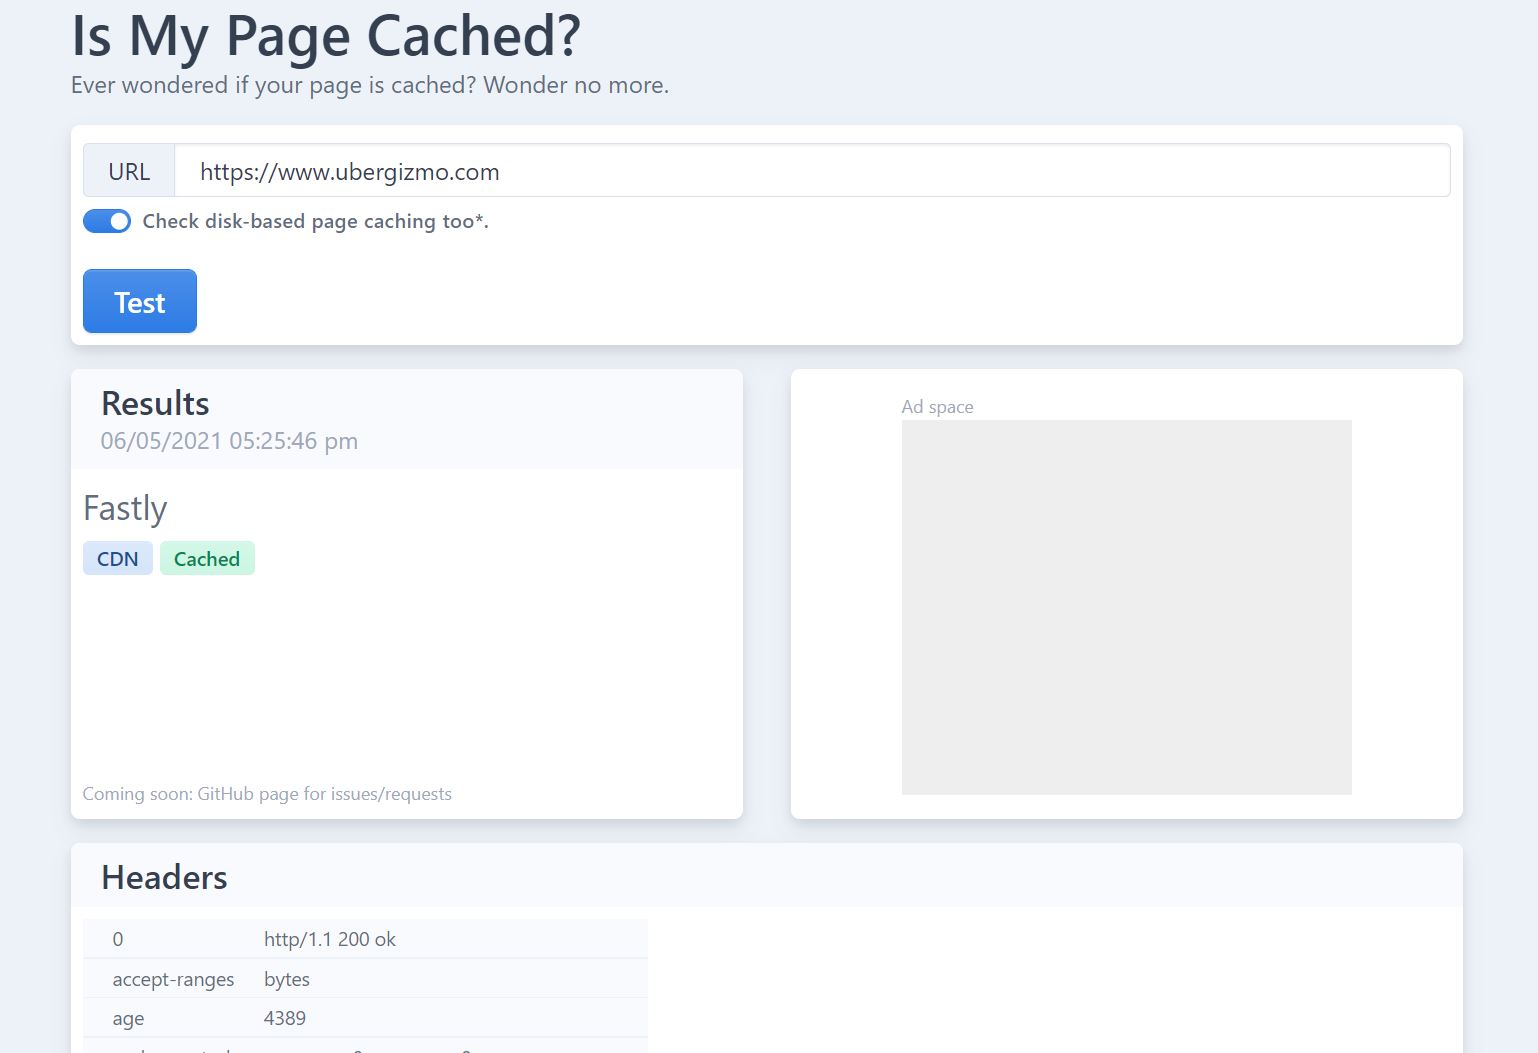 Is My Page Cached?
Ever wondered if your page is cached? Wonder no more.
URL
https://www.ubergizmo.com
Check disk-based page caching too*.
Test
Results
06/05/2021 05:25:46 pm
Fastly
CDN
Cached
Coming soon: GitHub page for issues/requests
Ad space
Headers
0 http/1.1 200 ok
accept-ranges bytes
age 4389